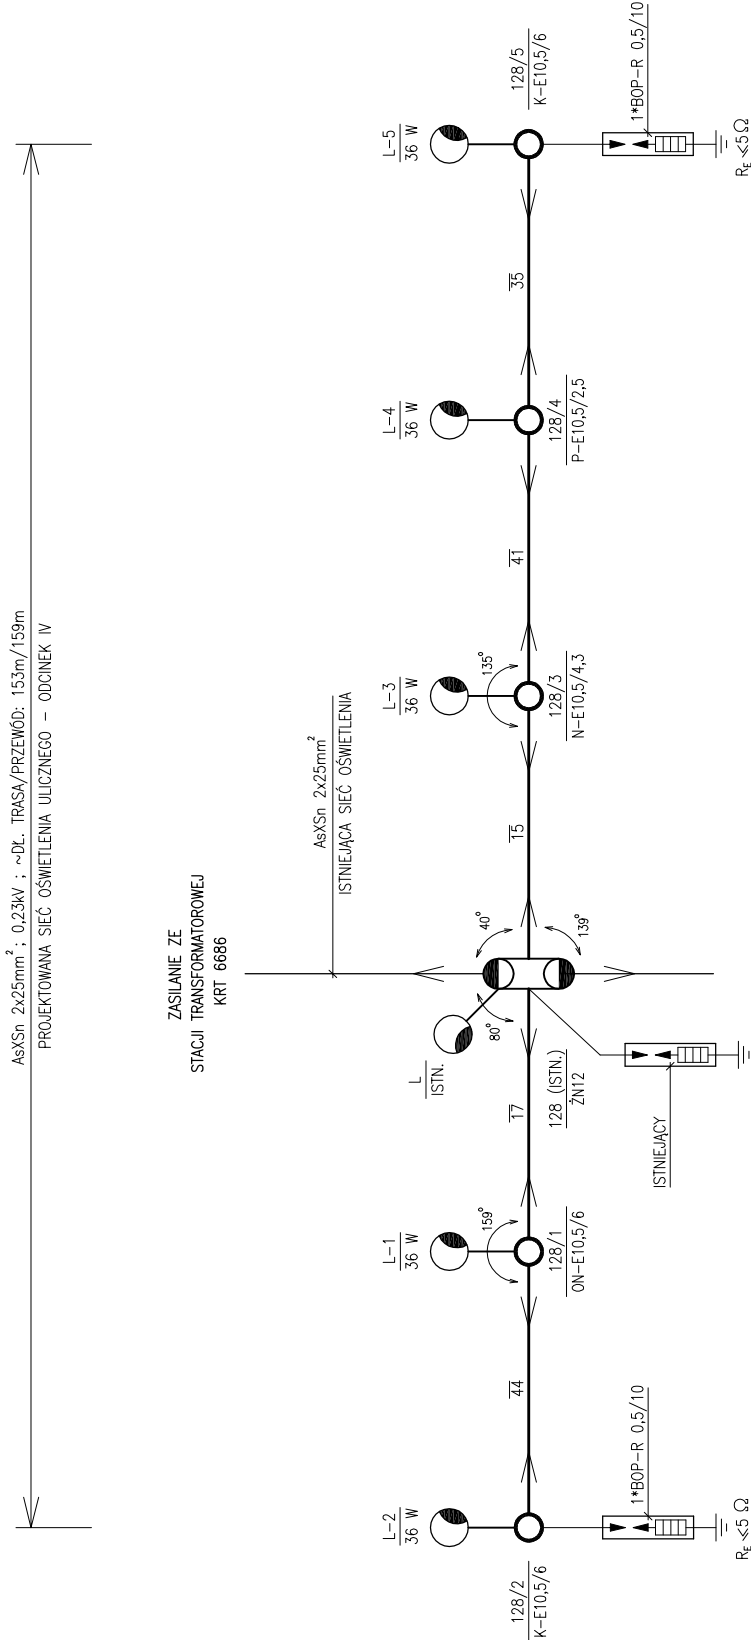 AsXSn 2x25mm² ; 0,23kV ; ~DŁ. TRASA/PRZEWÓD: 153m/159m
PROJEKTOWANA SIEĆ OŚWIETLENIA ULICZNEGO – ODCINEK IV
ZASILANIE ZE
STACJI TRANSFORMATOROWEJ
KRT 6686
AsXSn 2x25mm²
ISTNIEJĄCA SIEĆ OŚWIETLENIA
L-2
36 W
L-1
36 W
L
ISTN.
L-3
36 W
L-4
36 W
L-5
36 W
159°
80°
40°
139°
135°
44
17
15
41
35
128/2
K-E10,5/6
128/1
ON-E10,5/6
128 (ISTN.)
ŻN12
128/3
N-E10,5/4,3
128/4
P-E10,5/2,5
128/5
K-E10,5/6
1*BOP-R 0,5/10
RE ≤5 Ω
ISTNIEJĄCY
1*BOP-R 0,5/10
RE ≤5 Ω